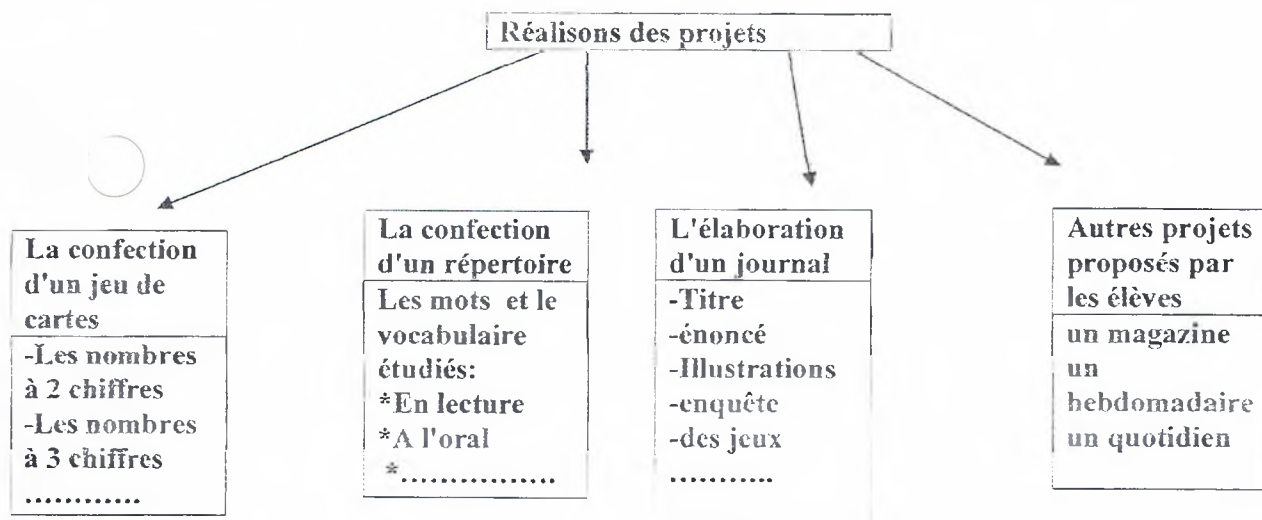 Réalisons des projets
La confection
d'un jeu de
cartes
-Les nombres
à 2 chiffres
-Les nombres
à 3 chiffres
............
La confection
d'un répertoire
Les mots et le
vocabulaire
étudiés:
*En lecture
*A l'oral
*................
L'élaboration
d'un journal
-Titre
-énoncé
-Illustrations
-enquête
-des jeux
...........
Autres projets
proposés par
les élèves
un magazine
un
hebdomadaire
un quotidien